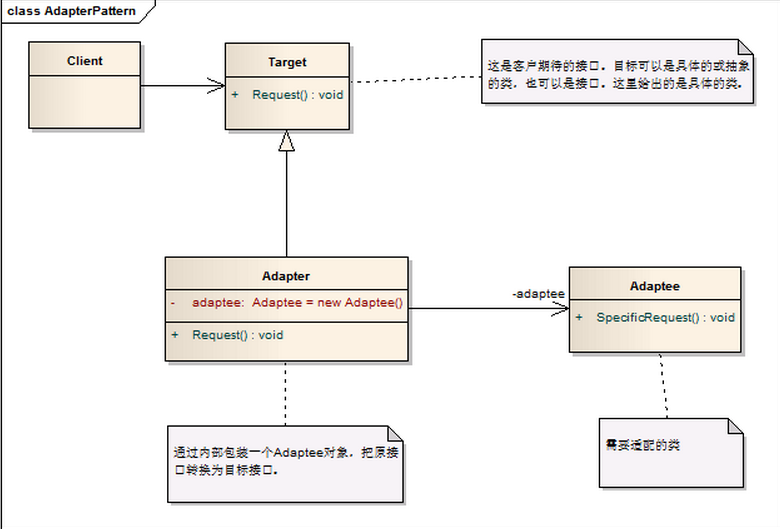 class AdapterPattern
Client
Target
+ Request() : void
这是客户期待的接口。目标可以是具体的或抽象
的类，也可以是接口。这里给出的是具体的类。
Adapter
- adaptee: Adaptee = new Adaptee()
+ Request() : void
-adaptee
Adaptee
+ SpecificRequest() : void
通过内部包装一个Adaptee对象，把原接
口转换为目标接口。
需要适配的类